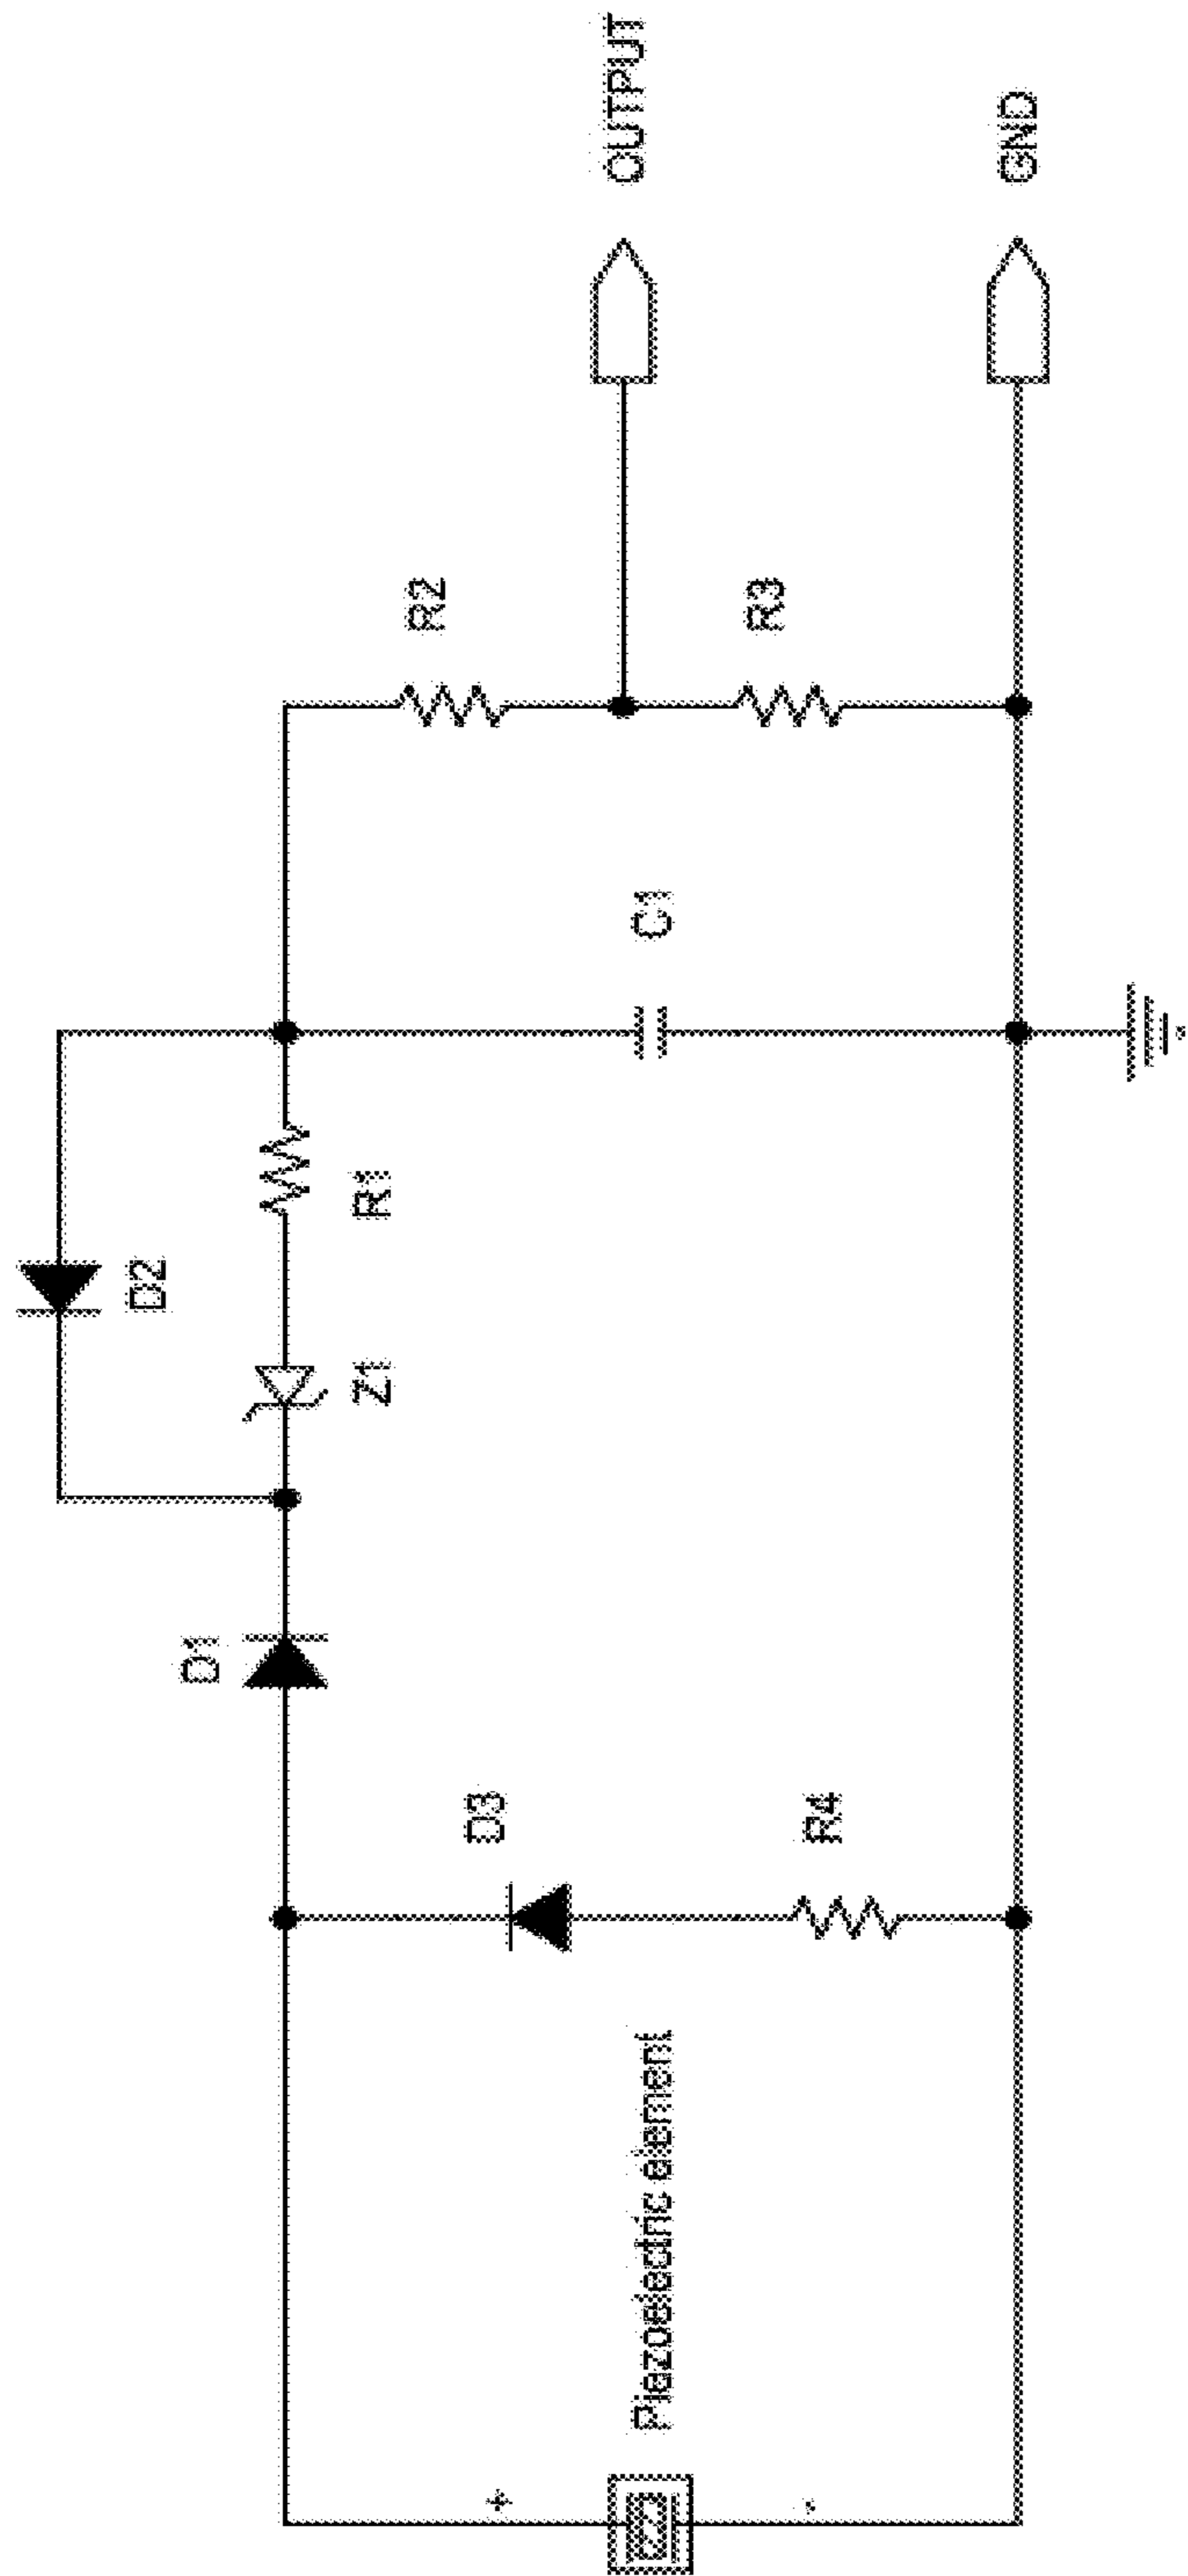 D2
D1
Z1
R1
R2
OUTPUT
D3
+
Piezoelectric element
C1
R3
R4
-
GND